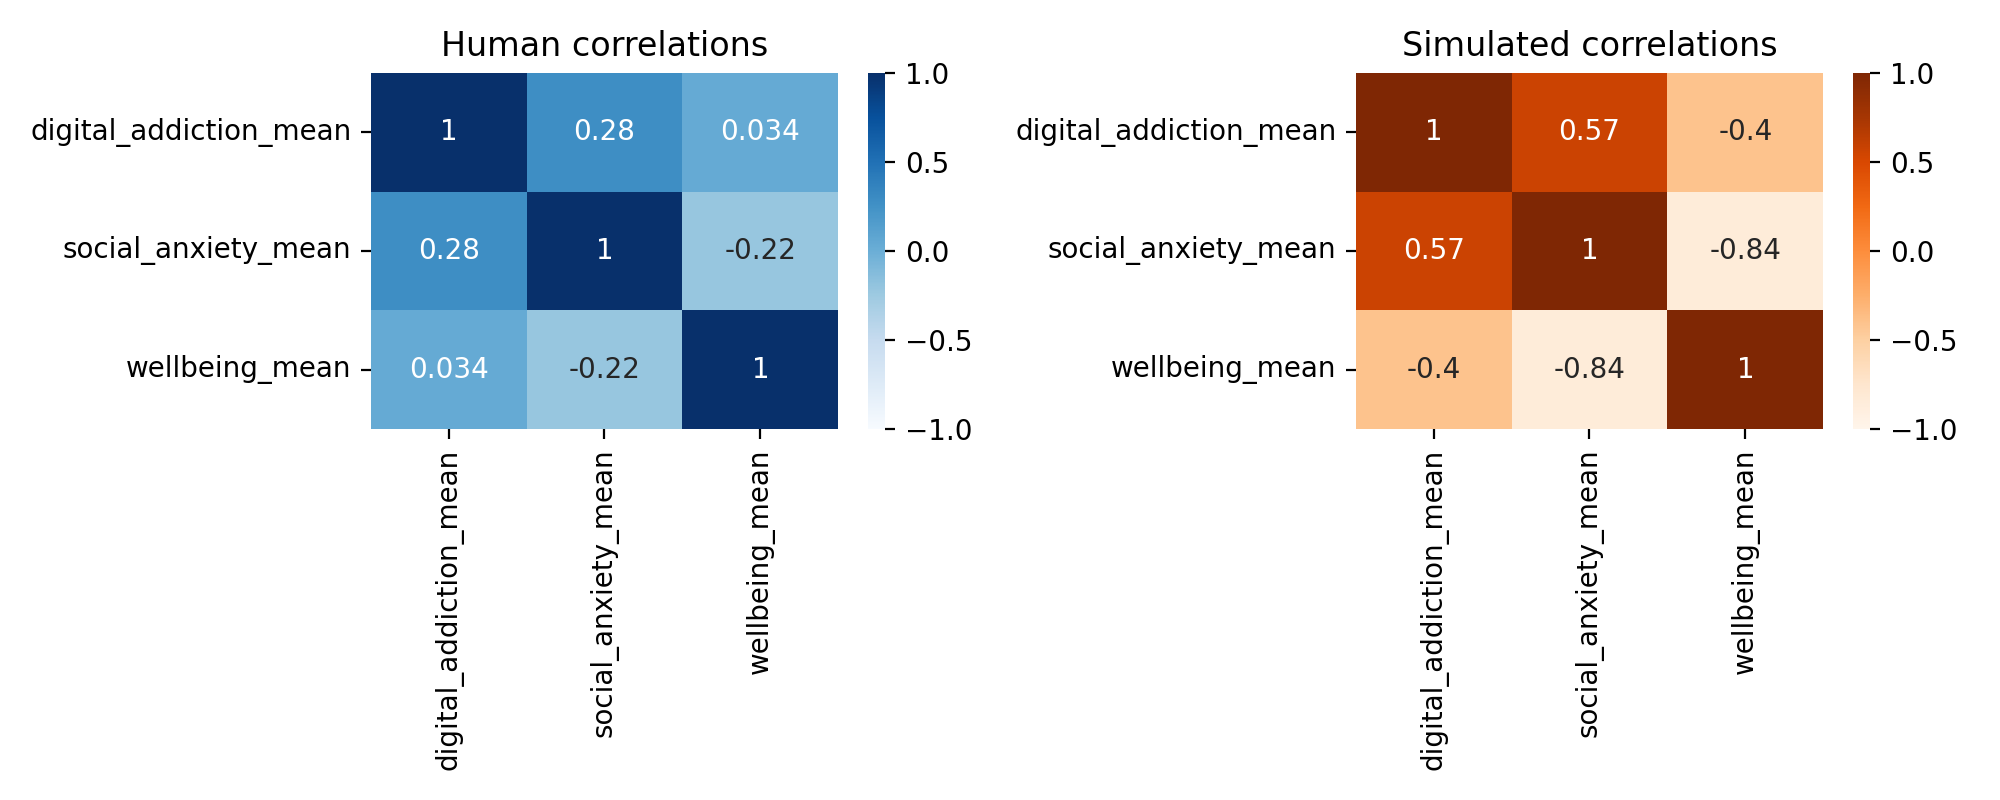 Human correlations
digital_addiction_mean
social_anxiety_mean
wellbeing_mean
1 0.28 0.034
0.28 1 -0.22
0.034 -0.22 1
digital_addiction_mean
social_anxiety_mean
wellbeing_mean
1.0
0.5
0.0
−0.5
−1.0
Simulated correlations
digital_addiction_mean
social_anxiety_mean
wellbeing_mean
1 0.57 -0.4
0.57 1 -0.84
-0.4 -0.84 1
digital_addiction_mean
social_anxiety_mean
wellbeing_mean
1.0
0.5
0.0
−0.5
−1.0